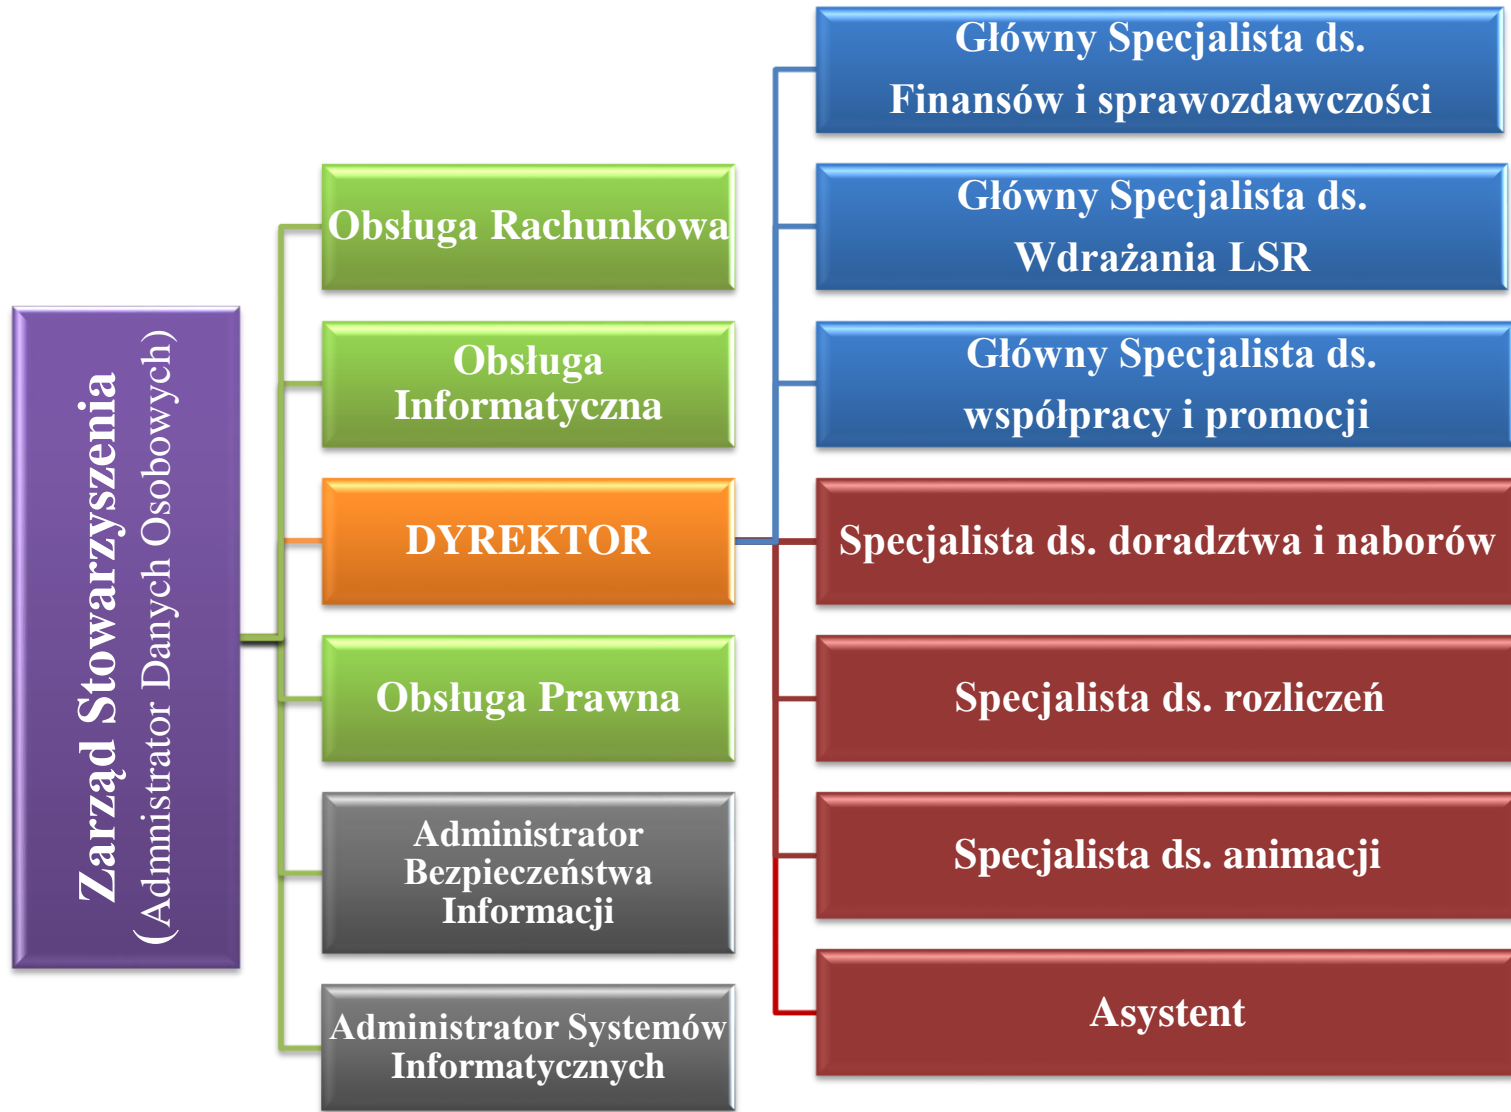 Zarząd Stowarzyszenia
(Administrator Danych Osobowych)
Obsługa Rachunkowa
Obsługa
Informatyczna
DYREKTOR
Obsługa Prawna
Administrator
Bezpieczeństwa
Informacji
Administrator Systemów
Informatycznych
Główny Specjalista ds.
Finansów i sprawozdawczości
Główny Specjalista ds.
Wdrażania LSR
Główny Specjalista ds.
współpracy i promocji
Specjalista ds. doradztwa i naborów
Specjalista ds. rozliczeń
Specjalista ds. animacji
Asystent